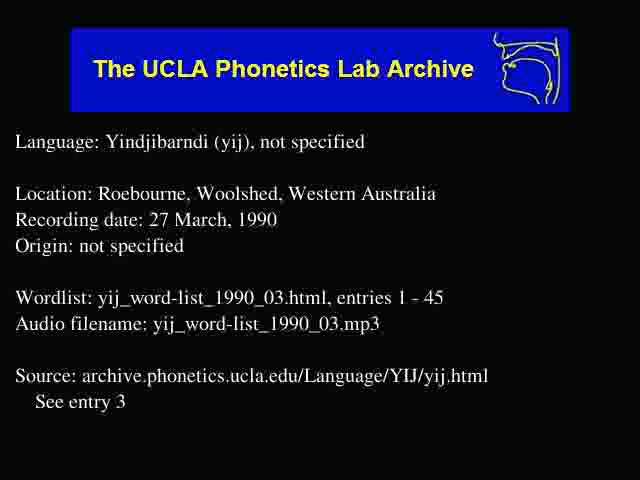 The UCLA Phonetics Lab Archive
Language: Yindjibarndi (yij), not specified
Location: Roebourne, Woolshed, Western Australia
Recording date: 27 March, 1990
Origin: not specified
Wordlist: yij_word-list_1990_03.html, entries 1 - 45
Audio filename: yij_word-list_1990_03.mp3
Source: archive.phonetics.ucla.edu/Language/YIJ/yij.html
See entry 3